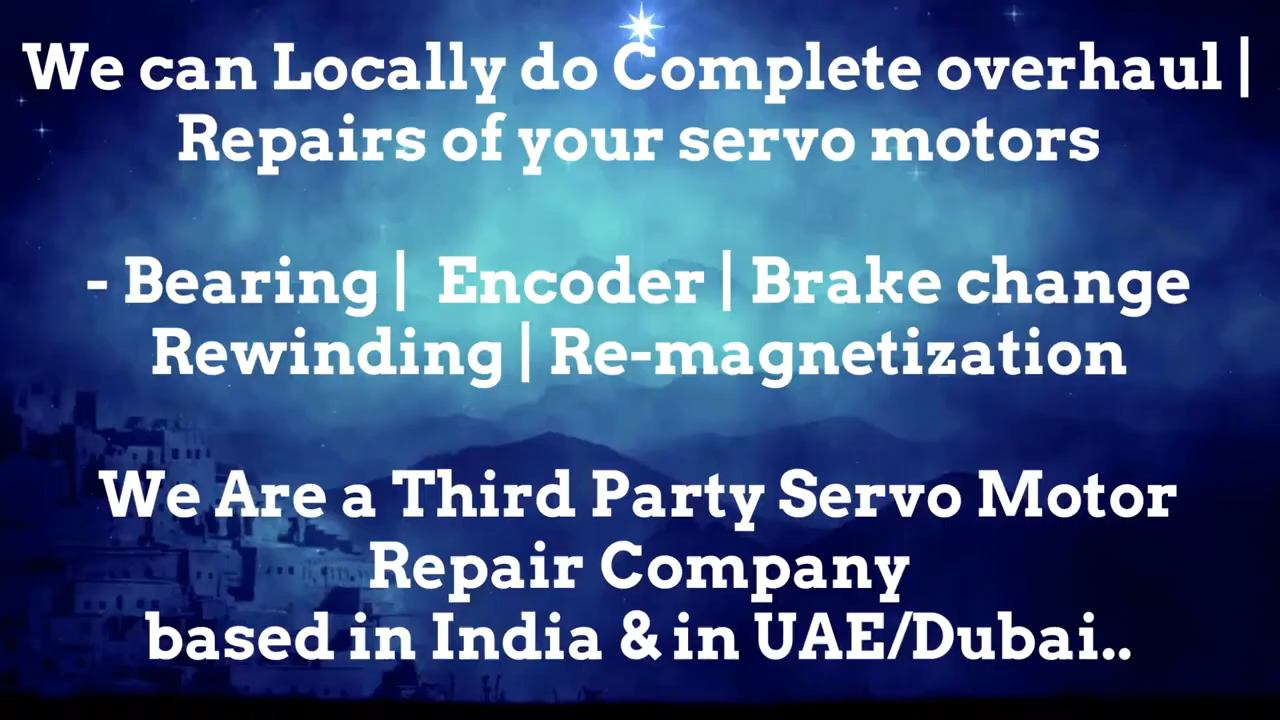 We can Locally do Complete overhaul |
Repairs of your servo motors
- Bearing | Encoder | Brake change
Rewinding | Re-magnetization
We Are a Third Party Servo Motor
Repair Company
based in India & in UAE/Dubai..